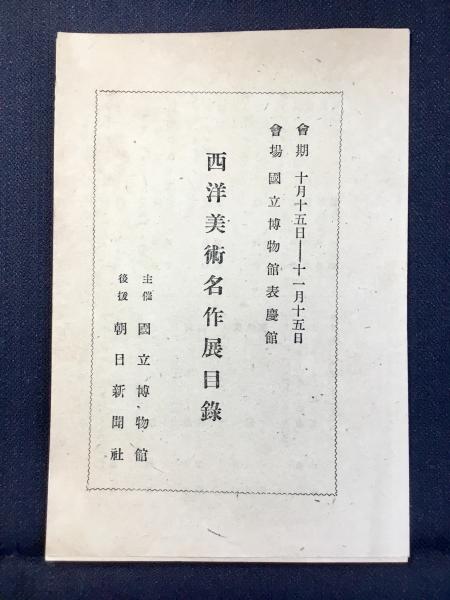 會期 十月十五日—十一月十五日
會場 國立博物館表慶館
西洋美術名作展目錄
主催 國立博物館
後援 朝日新聞社